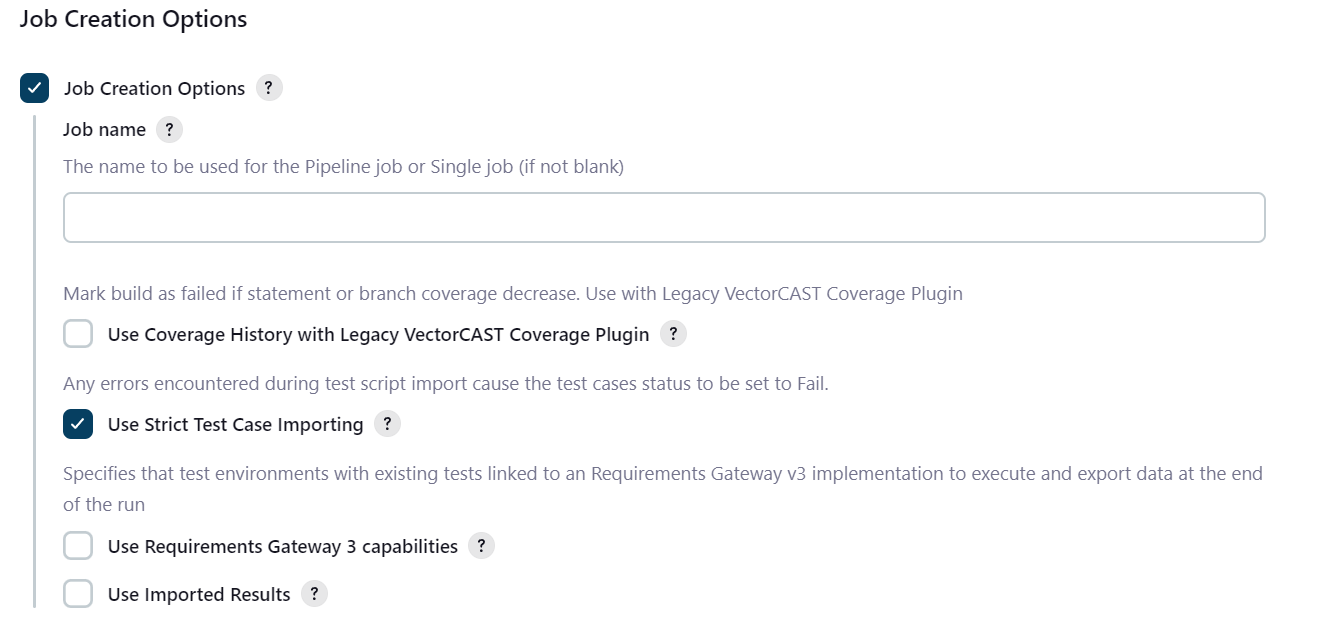 Job Creation Options
Job Creation Options ?
Job name ?
The name to be used for the Pipeline job or Single job (if not blank)
Mark build as failed if statement or branch coverage decrease. Use with Legacy VectorCAST Coverage Plugin
Use Coverage History with Legacy VectorCAST Coverage Plugin ?
Any errors encountered during test script import cause the test cases status to be set to Fail.
Use Strict Test Case Importing ?
Specifies that test environments with existing tests linked to an Requirements Gateway v3 implementation to execute and export data at the end
of the run
Use Requirements Gateway 3 capabilities ?
Use Imported Results ?